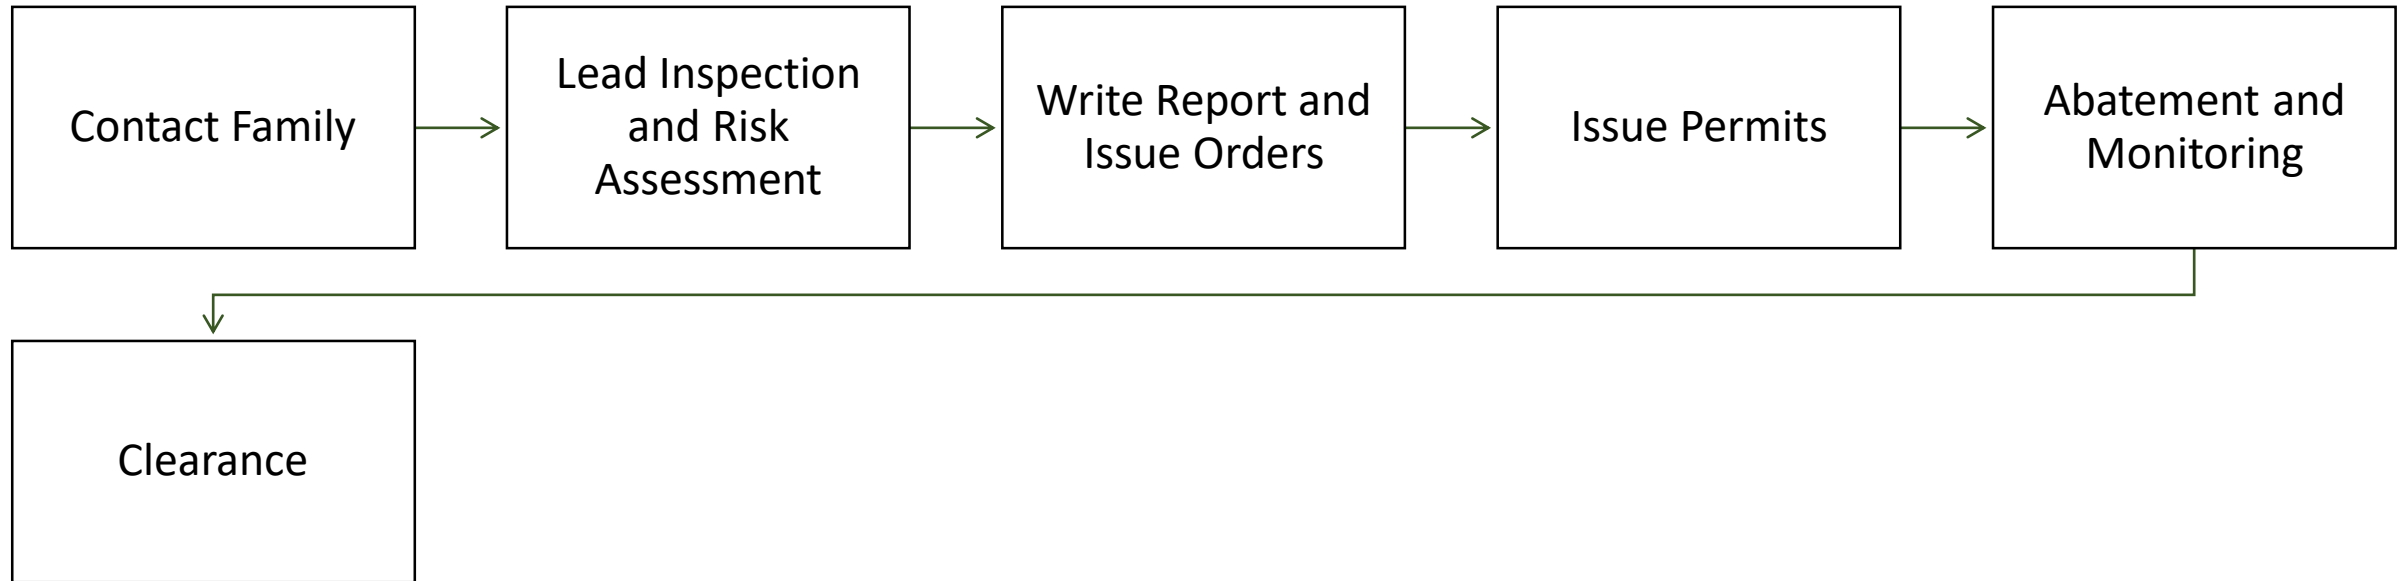 Contact Family
Lead Inspection
and Risk
Assessment
Write Report and
Issue Orders
Issue Permits
Abatement and
Monitoring
Clearance